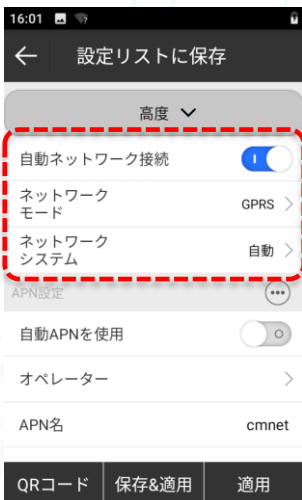 16:01
設定リストに保存
高度
自動ネットワーク接続
ネットワーク
モード
GPRS
ネットワーク
システム
自動
APN設定
自動APNを使用
オペレーター
APN名
cmnet
QRコード
保存&適用
適用